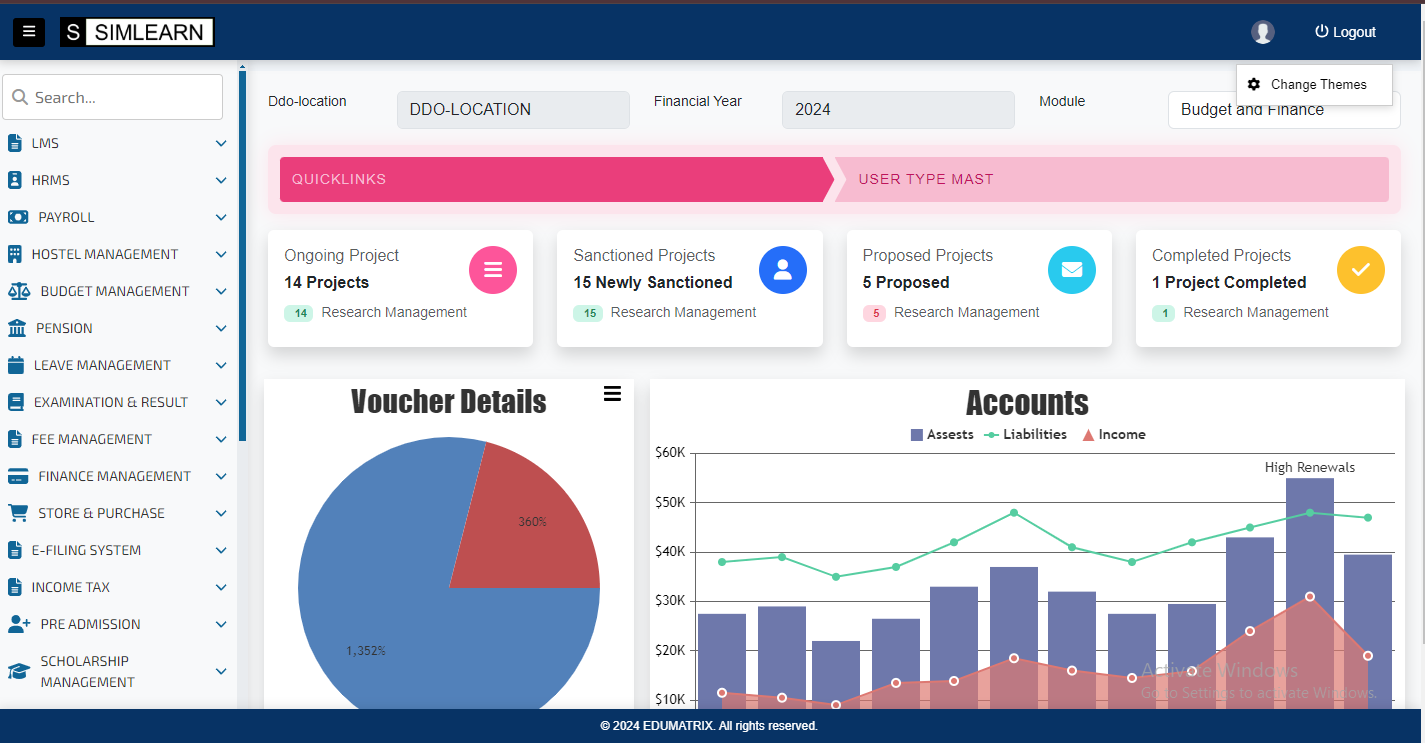 S SIMLEARN
Logout
Change Themes
Search...
LMS
HRMS
PAYROLL
HOSTEL MANAGEMENT
BUDGET MANAGEMENT
PENSION
LEAVE MANAGEMENT
EXAMINATION & RESULT
FEE MANAGEMENT
FINANCE MANAGEMENT
STORE & PURCHASE
E-FILING SYSTEM
INCOME TAX
PRE ADMISSION
SCHOLARSHIP
MANAGEMENT
Ddo-location
DDO-LOCATION
Financial Year
2024
Module
Budget and Finance
QUICKLINKS
USER TYPE MAST
Ongoing Project
14 Projects
14 Research Management
Sanctioned Projects
15 Newly Sanctioned
15 Research Management
Proposed Projects
5 Proposed
5 Research Management
Completed Projects
1 Project Completed
1 Research Management
Voucher Details
360%
1,352%
Accounts
Assests Liabilities Income
$60K
High Renewals
$50K
$40K
$30K
$20K
$10K
Activate Windows
Go to Settings to activate Windows.
© 2024 EDUMATRIX. All rights reserved.